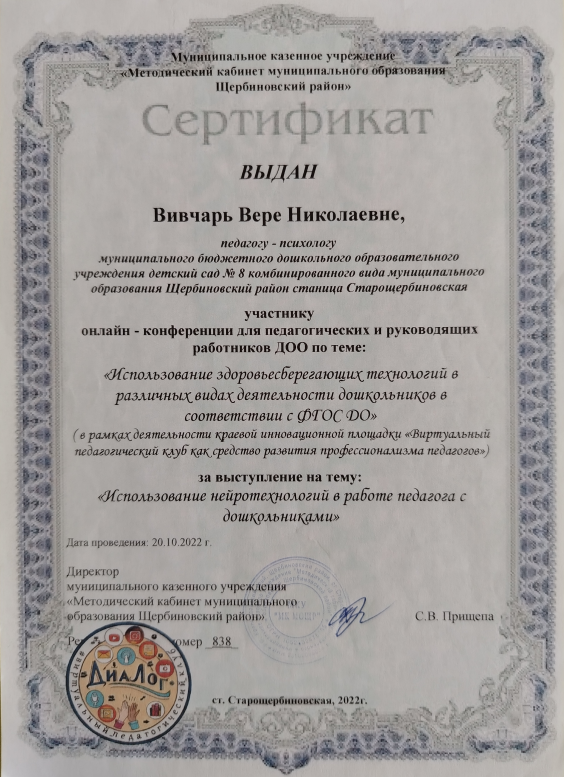 Муниципальное казенное учреждение
«Методический кабинет муниципального образования
Щербиновский район»
Сертификат
ВЫДАН
Вивчарь Вере Николаевне,
педагогу - психологу
муниципального бюджетного дошкольного образовательного
учреждения детский сад № 8 комбинированного вида муниципального
образования Щербиновский район станица Старощербиновская
участнику
онлайн - конференции для педагогических и руководящих
работников ДОО по теме:
«Использование здоровьесберегающих технологий в
различных видах деятельности дошкольников в
соответствии с ФГОС ДО»
( в рамках деятельности краевой инновационной площадки «Виртуальный
педагогический клуб как средство развития профессионализма педагогов»)
за выступление на тему:
«Использование нейротехнологий в работе педагога с
дошкольниками»
Дата проведения: 20.10.2022 г.
Директор
муниципального казенного учреждения
«Методический кабинет муниципального
образования Щербиновский район»
С.В. Прищепа
номер 838
ДиаЛог
виртуальный педагогический клуб
ст. Старощербиновская, 2022г.